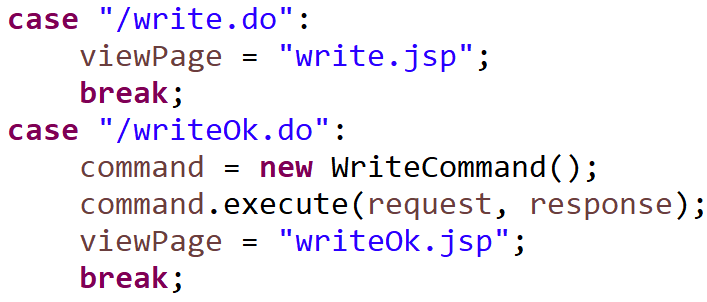 case "/write.do":
    viewPage = "write.jsp";
    break;
case "/writeOk.do":
    command = new WriteCommand();
    command.execute(request, response);
    viewPage = "writeOk.jsp";
    break;